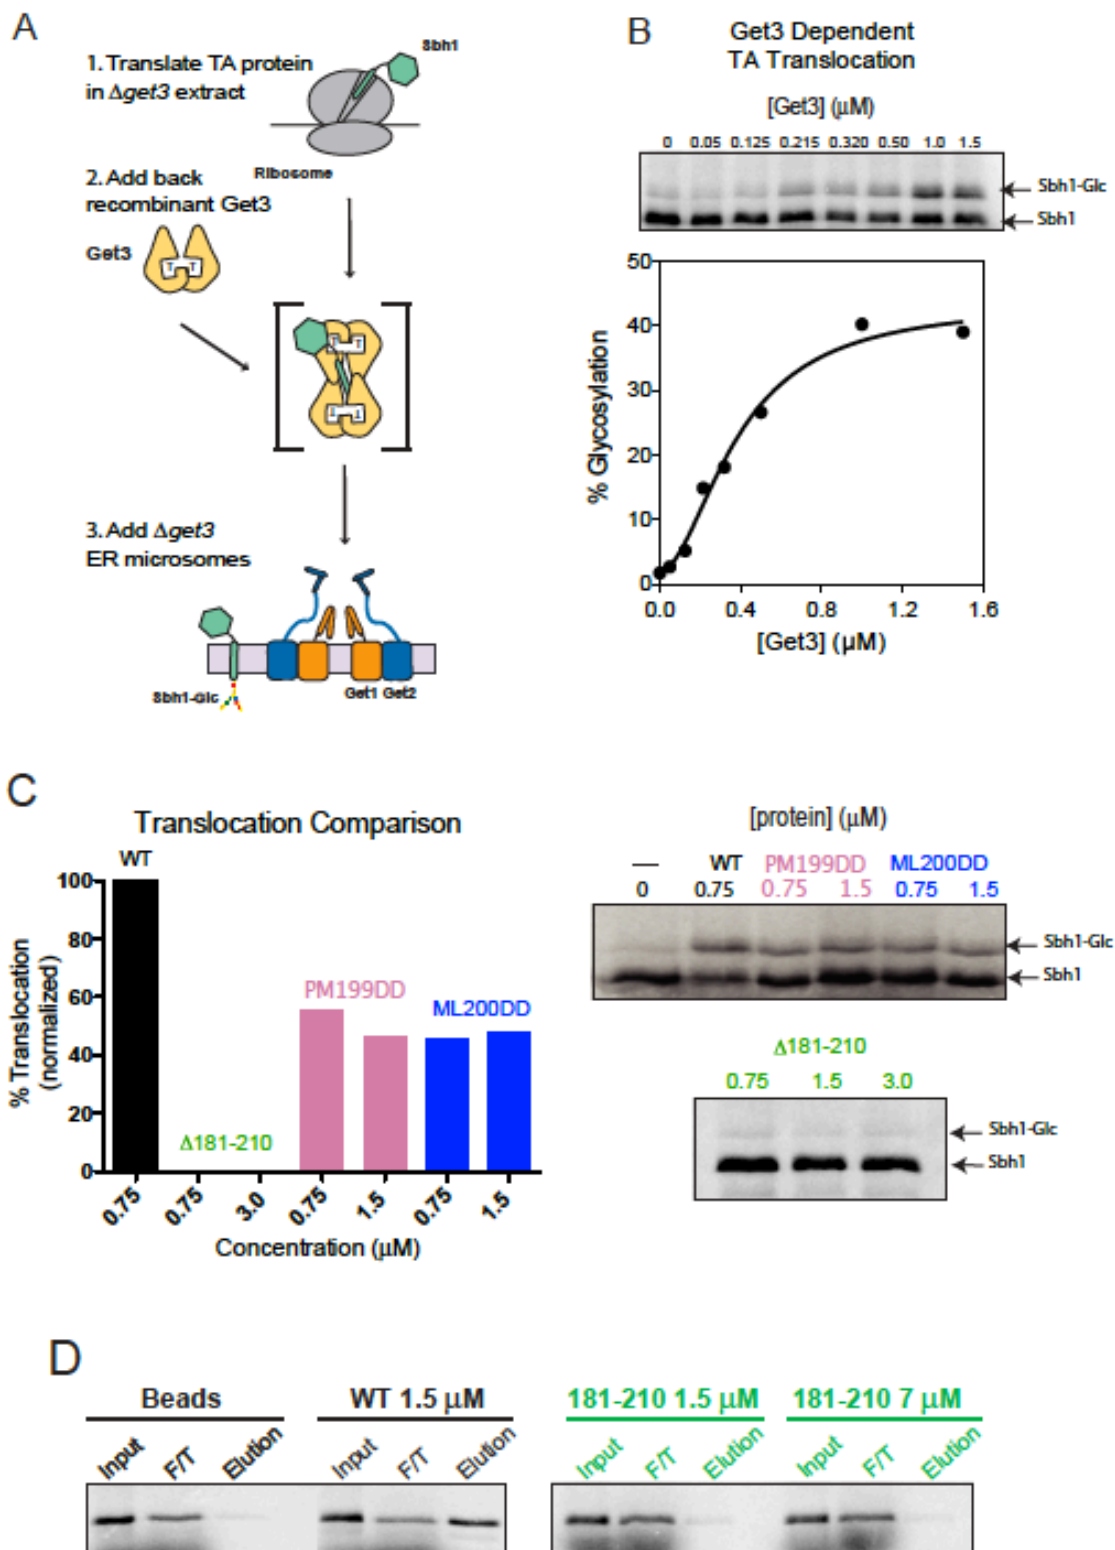 A
1. Translate TA protein
in Δget3 extract
Sbh1
Ribosome
2. Add back
recombinant Get3
Get3
T T
T T
T T
3. Add Δget3
ER microsomes
Sbh1-Glc
Get1 Get2
B
Get3 Dependent
TA Translocation
[Get3] (μM)
0 0.05 0.125 0.215 0.320 0.50 1.0 1.5
Sbh1-Glc
Sbh1
50
40
30
20
10
0
% Glycosylation
0.0 0.4 0.8 1.2 1.6
[Get3] (μM)
C
Translocation Comparison
WT
100
80
60
40
20
0
% Translocation
(normalized)
Δ181-210
PM199DD
ML200DD
0.75 0.75 3.0 0.75 1.5 0.75 1.5
Concentration (μM)
[protein] (μM)
— WT PM199DD ML200DD
0 0.75 0.75 1.5 0.75 1.5
Sbh1-Glc
Sbh1
Δ181-210
0.75 1.5 3.0
Sbh1-Glc
Sbh1
D
Beads WT 1.5 μM 181-210 1.5 μM 181-210 7 μM
Input F/T Elution Input F/T Elution Input F/T Elution Input F/T Elution